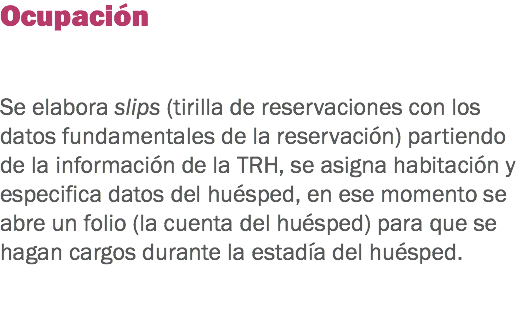 Ocupación
Se elabora slips (tirilla de reservaciones con los
datos fundamentales de la reservación) partiendo
de la información de la TRH, se asigna habitación y
especifica datos del huésped, en ese momento se
abre un folio (la cuenta del huésped) para que se
hagan cargos durante la estadía del huésped.